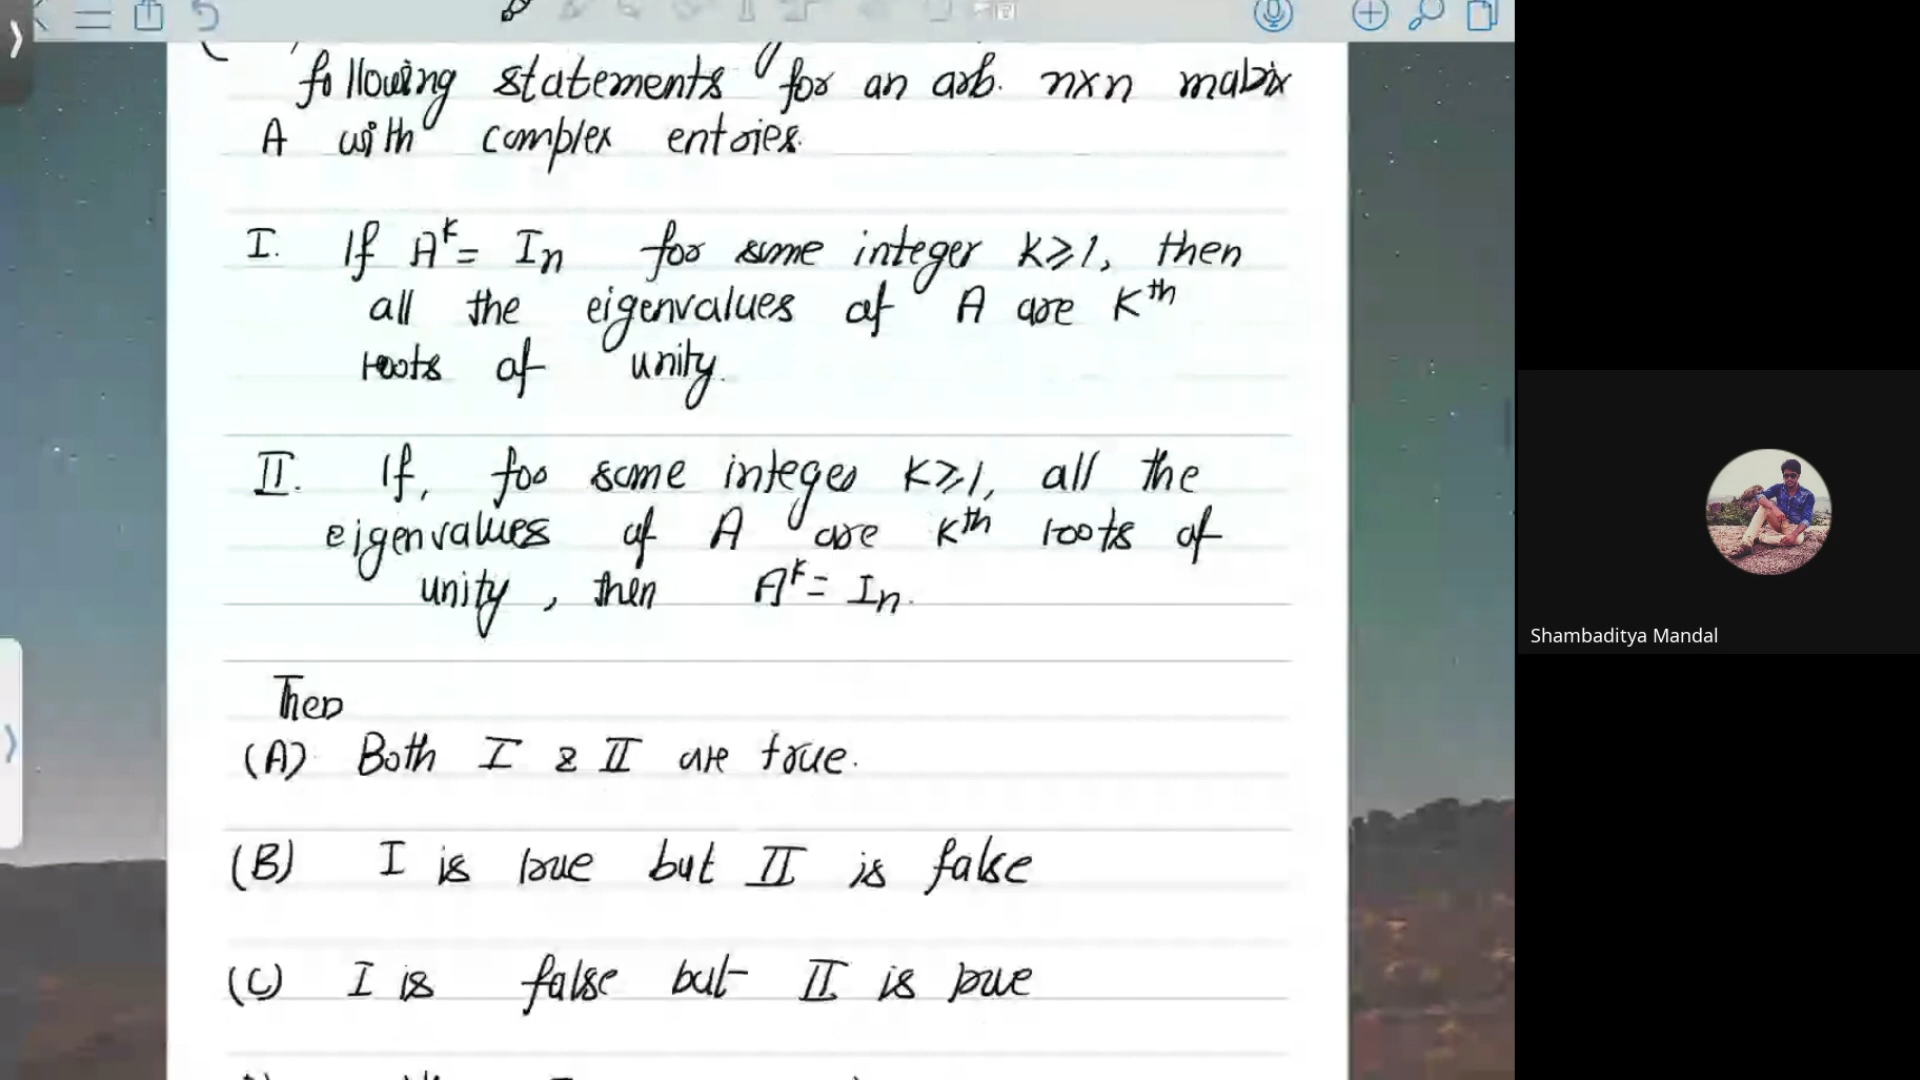 following statements for an arb. nxn matrix
A with complex entries.
I. If A^k = In for some integer k≥1, then
all the eigenvalues of A are K^th
roots of unity.
II. If, for some integer k≥1, all the
eigenvalues of A are k^th roots of
unity, then A^k = In.
Then
(A) Both I & II are true.
(B) I is true but II is false
(C) I is false but II is true
Shambaditya Mandal